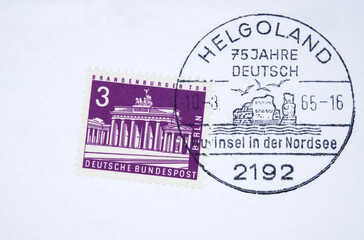 HELGOLAND
75 JAHRE
DEUTSCH
BRANDENBURGER TOR
3
BERLIN
DEUTSCHE BUNDESPOST
65-16
insel in der Nordsee
2192